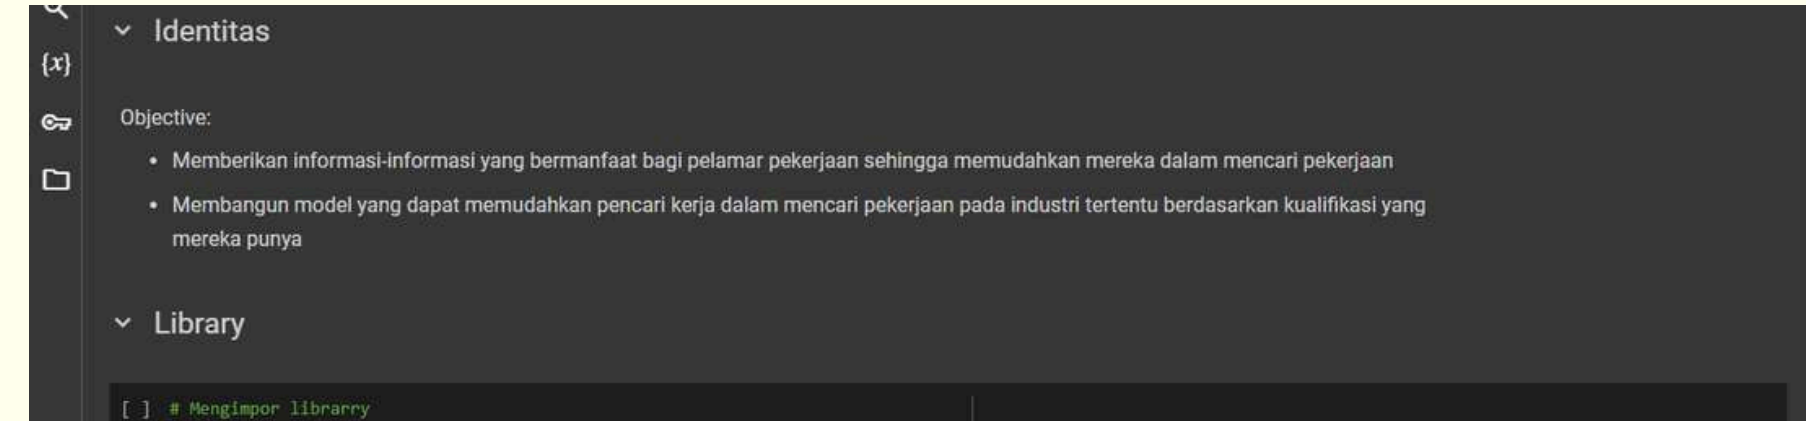 Identitas
{x}
Objective:
• Memberikan informasi-informasi yang bermanfaat bagi pelamar pekerjaan sehingga memudahkan mereka dalam mencari pekerjaan
• Membangun model yang dapat memudahkan pencari kerja dalam mencari pekerjaan pada industri tertentu berdasarkan kualifikasi yang
mereka punya
Library
[ ] # Mengimpor librarry